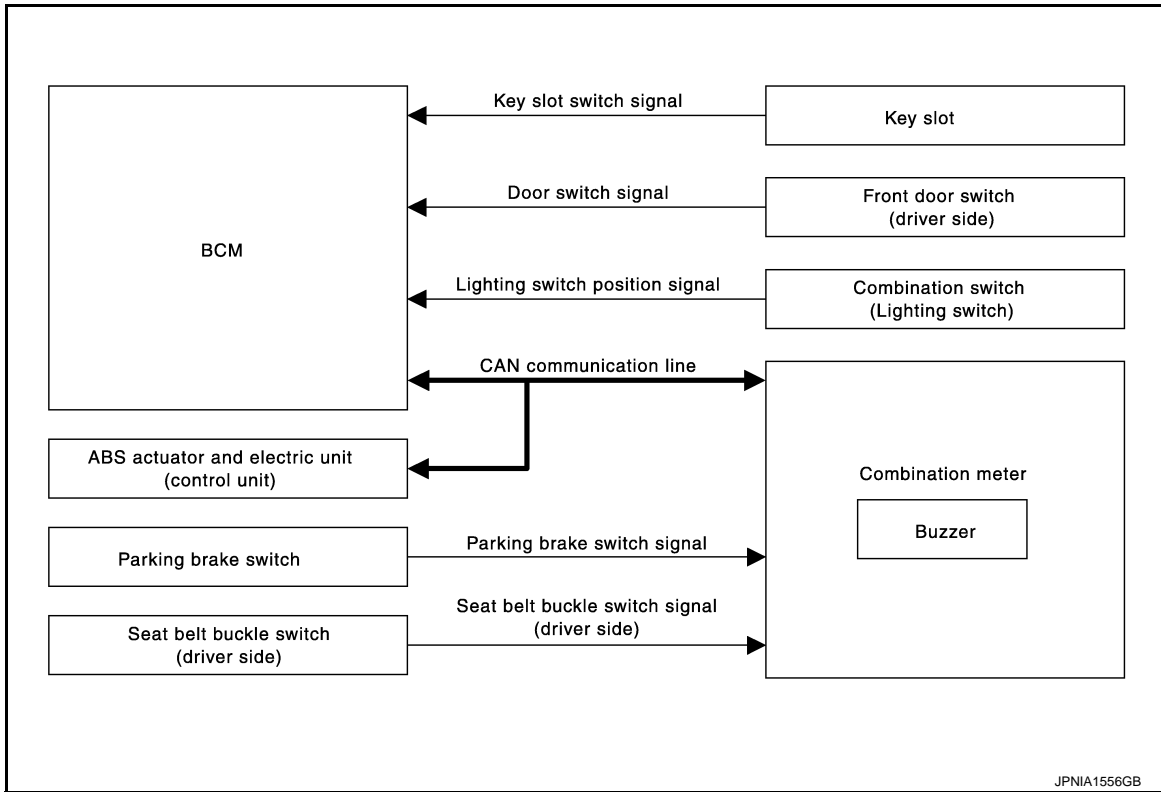 Key slot switch signal
Key slot
Door switch signal
Front door switch
(driver side)
BCM
Lighting switch position signal
Combination switch
(Lighting switch)
CAN communication line
ABS actuator and electric unit
(control unit)
Combination meter
Buzzer
Parking brake switch
Parking brake switch signal
Seat belt buckle switch signal
(driver side)
Seat belt buckle switch
(driver side)
JPNIA1556GB